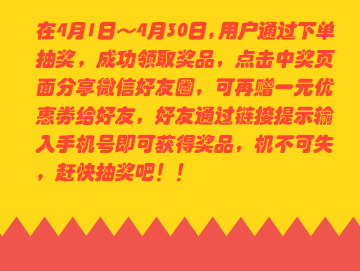 在4月1日～4月30日,用户通过下单
抽奖，成功领取奖品，点击中奖页
面分享微信好友圈，可再赠一元优
惠券给好友，好友通过链接提示输
入手机号即可获得奖品，机不可失
，赶快抽奖吧！！